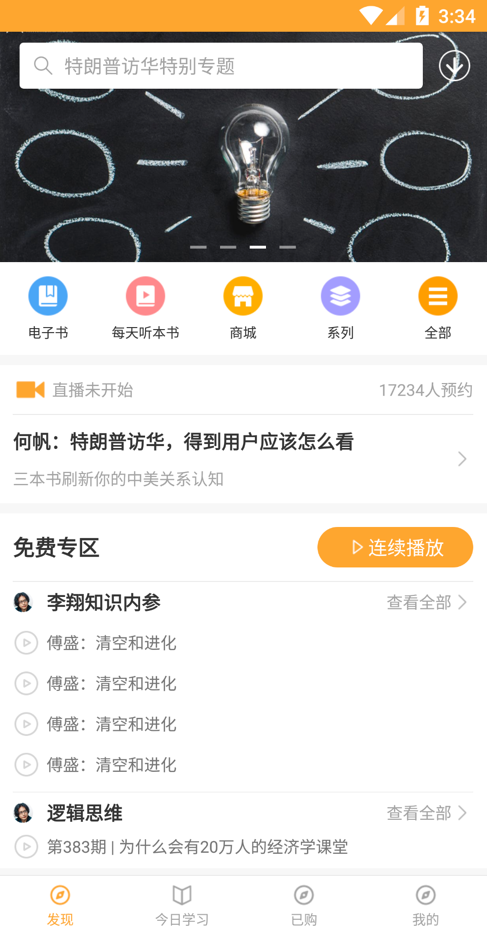 3:34
特朗普访华特别专题
电子书
每天听本书
商城
系列
全部
直播未开始
17234人预约
何帆：特朗普访华，得到用户应该怎么看
三本书刷新你的中美关系认知
免费专区
连续播放
李翔知识内参
查看全部
傅盛：清空和进化
傅盛：清空和进化
傅盛：清空和进化
傅盛：清空和进化
逻辑思维
查看全部
第383期 | 为什么会有20万人的经济学课堂
发现
今日学习
已购
我的